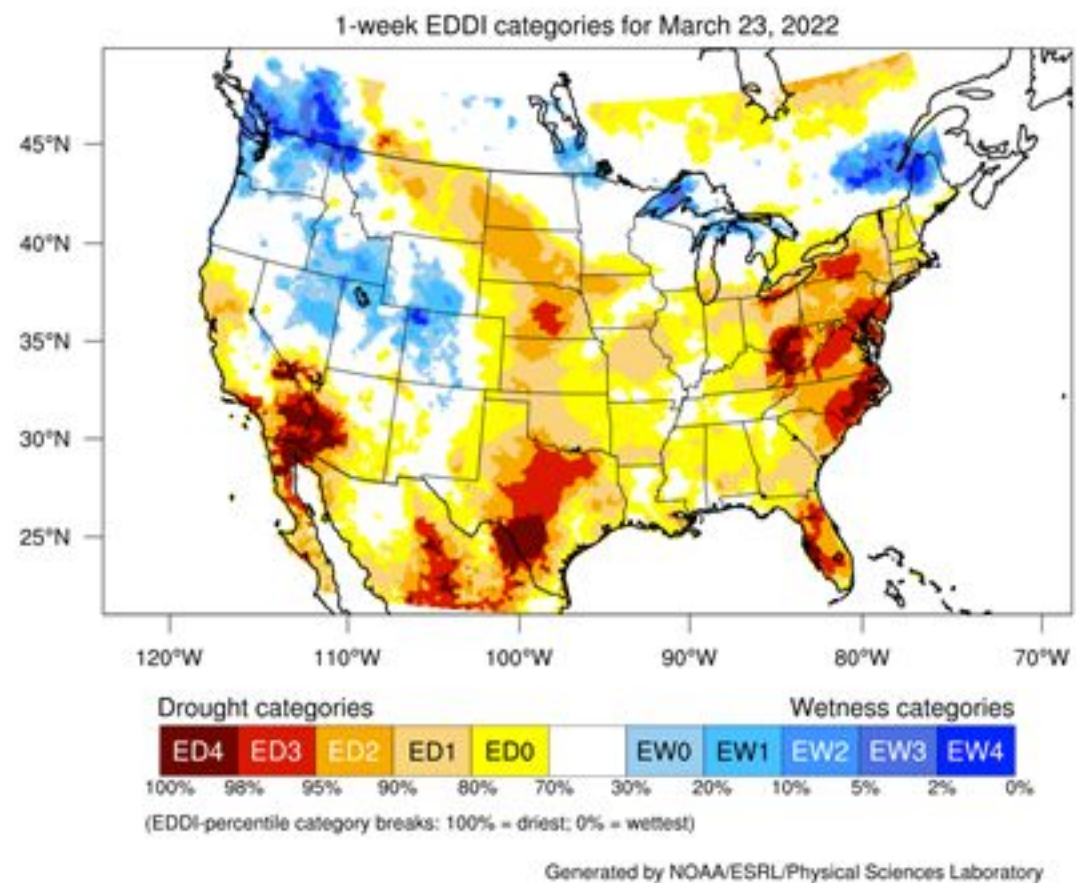 1-week EDDI categories for March 23, 2022
45°N
40°N
35°N
30°N
25°N
120°W 110°W 100°W 90°W 80°W 70°W
Drought categories Wetness categories
ED4 ED3 ED2 ED1 ED0 EW0 EW1 EW2 EW3 EW4
100% 98% 95% 90% 80% 70% 30% 20% 10% 5% 2% 0%
(EDDI-percentile category breaks: 100% = driest; 0% = wettest)
Generated by NOAA/ESRL/Physical Sciences Laboratory